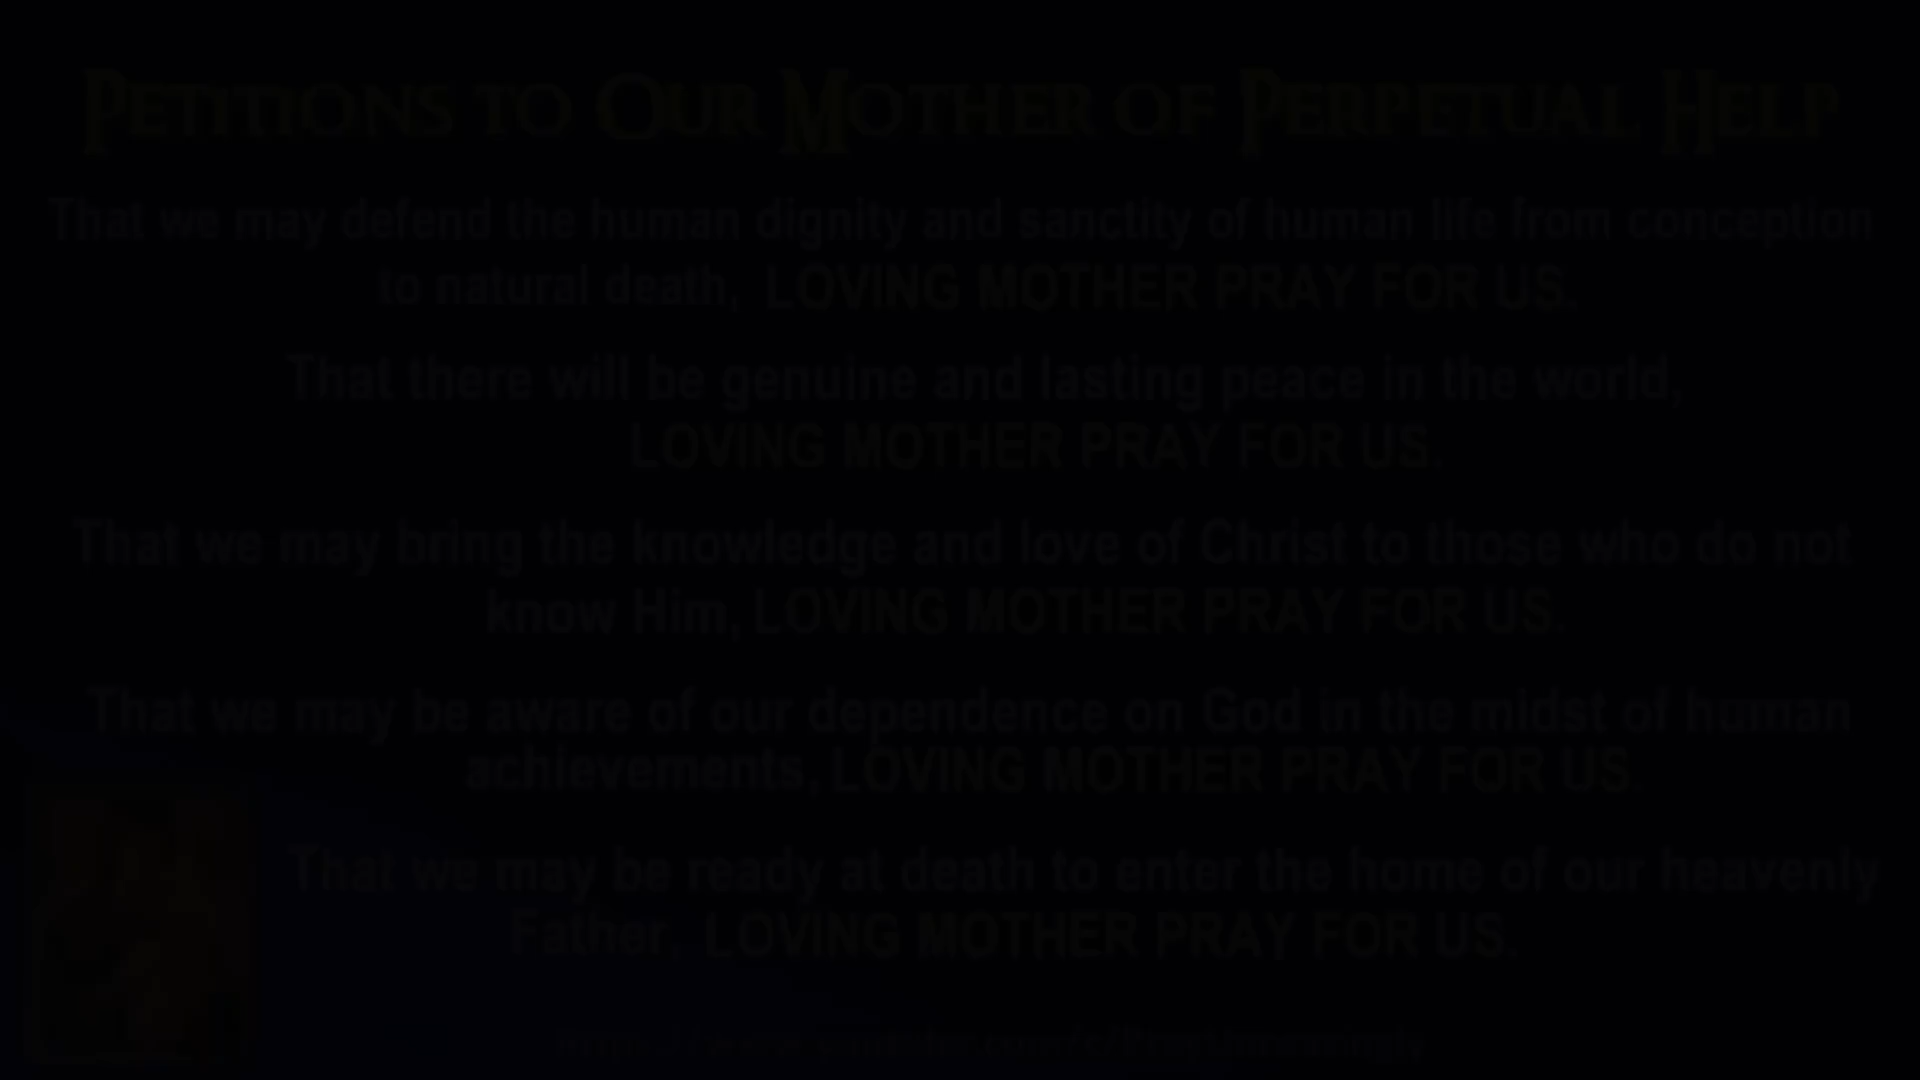 Petitions to Our Mother of Perpetual Help
That we may defend the human dignity and sanctity of human life from conception
to natural death, LOVING MOTHER PRAY FOR US.
That there will be genuine and lasting peace in the world,
LOVING MOTHER PRAY FOR US.
That we may bring the knowledge and love of Christ to those who do not
know Him, LOVING MOTHER PRAY FOR US.
That we may be aware of our dependence on God in the midst of human
achievements, LOVING MOTHER PRAY FOR US.
That we may be ready at death to enter the home of our heavenly
Father, LOVING MOTHER PRAY FOR US.